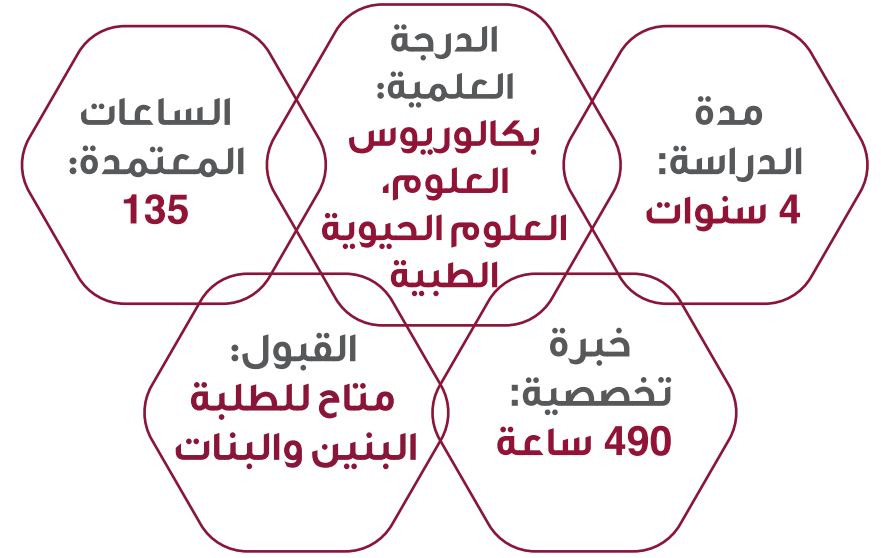 مدة
الدراسة:
4 سنوات
الدرجة
العلمية:
بكالوريوس
العلوم،
العلوم الحيوية
الطبية
الساعات
المعتمدة:
135
خبرة
تخصصية:
490 ساعة
القبول:
متاح للطلبة
البنين والبنات